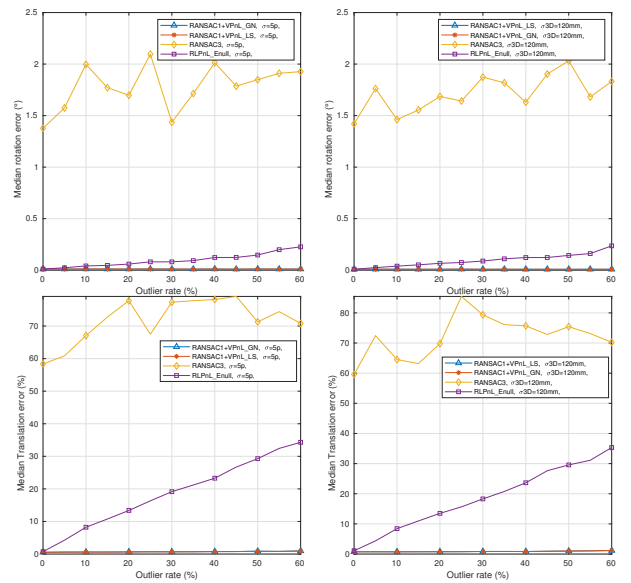 2.5
2
1.5
1
0.5
0
Median rotation error (°)
0 10 20 30 40 50 60
Outlier rate (%)
RANSAC1+VPnL_GN, σ=5p,
RANSAC1+VPnL_LS, σ=5p,
RANSAC3, σ=5p,
RLPnL_Enull, σ=5p,
2.5
2
1.5
1
0.5
0
Median rotation error (°)
0 10 20 30 40 50 60
Outlier rate (%)
RANSAC1+VPnL_LS, σ3D=120mm,
RANSAC1+VPnL_GN, σ3D=120mm,
RANSAC3, σ3D=120mm,
RLPnL_Enull, σ3D=120mm,
70
60
50
40
30
20
10
0
Median Translation error (%)
0 10 20 30 40 50 60
Outlier rate (%)
RANSAC1+VPnL_GN, σ=5p,
RANSAC1+VPnL_LS, σ=5p,
RANSAC3, σ=5p,
RLPnL_Enull, σ=5p,
80
70
60
50
40
30
20
10
0
Median Translation error (%)
0 10 20 30 40 50 60
Outlier rate (%)
RANSAC1+VPnL_LS, σ3D=120mm,
RANSAC1+VPnL_GN, σ3D=120mm,
RANSAC3, σ3D=120mm,
RLPnL_Enull, σ3D=120mm,